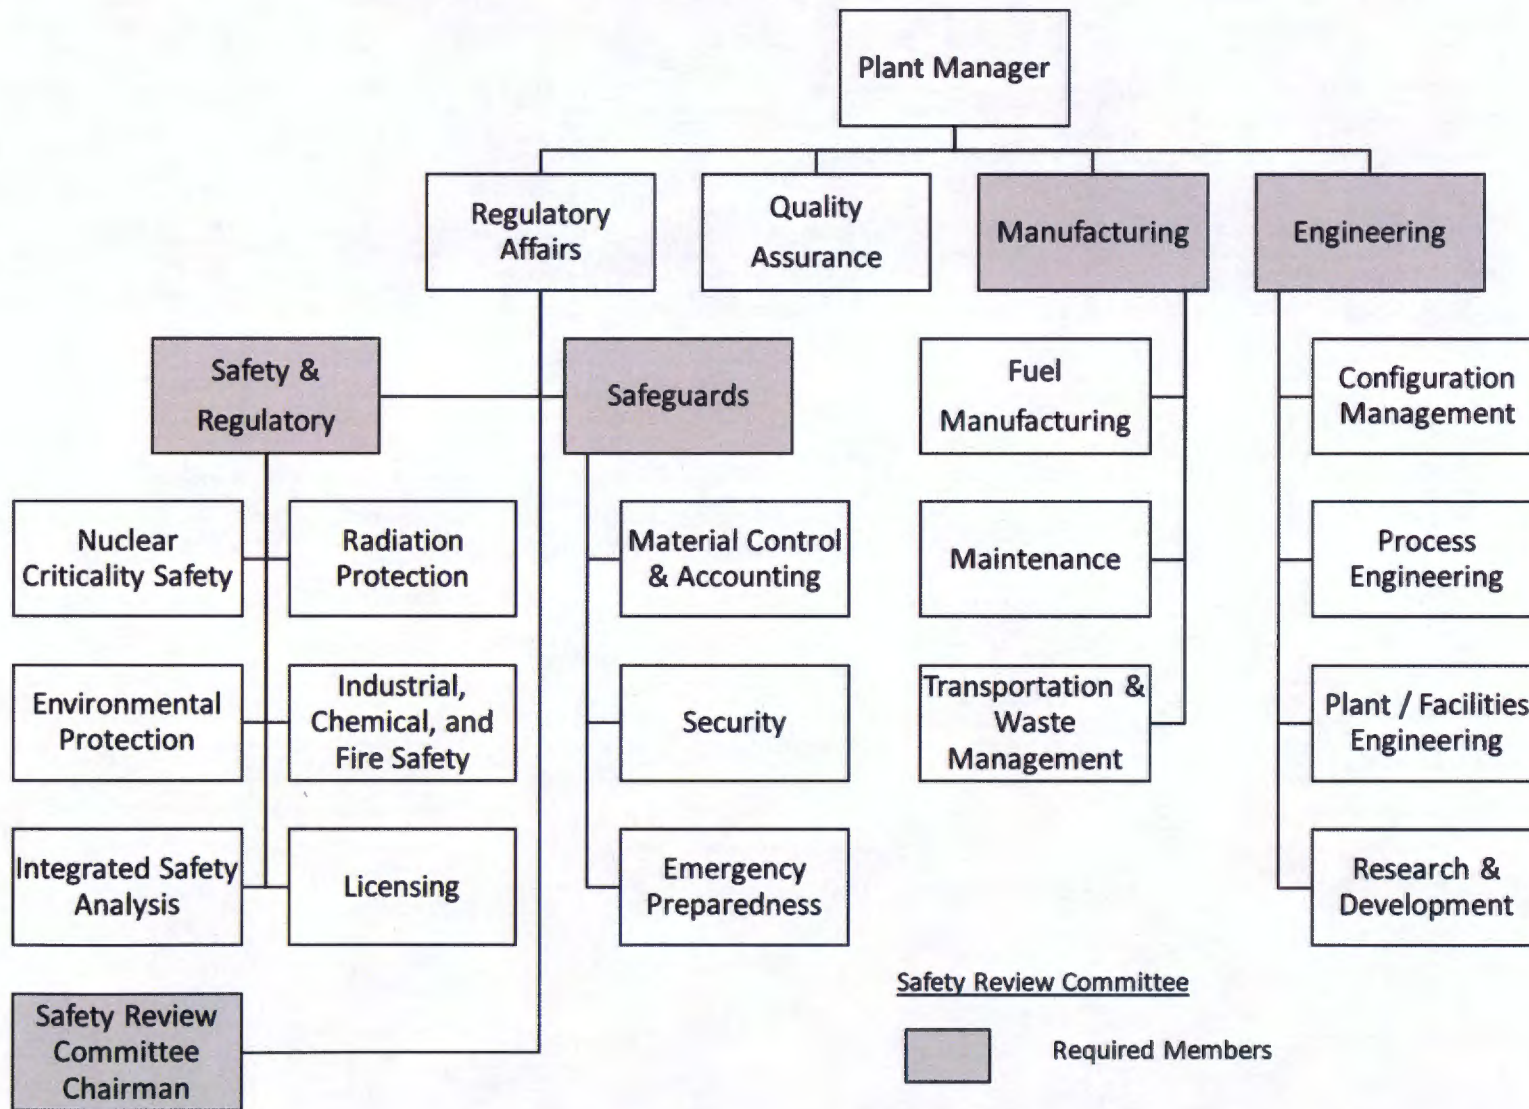 Plant Manager
Regulatory
Affairs
Quality
Assurance
Manufacturing
Engineering
Safety &
Regulatory
Safeguards
Fuel
Manufacturing
Configuration
Management
Nuclear
Criticality Safety
Radiation
Protection
Material Control
& Accounting
Maintenance
Process
Engineering
Environmental
Protection
Industrial,
Chemical, and
Fire Safety
Security
Transportation &
Waste
Management
Plant / Facilities
Engineering
Integrated Safety
Analysis
Licensing
Emergency
Preparedness
Research &
Development
Safety Review
Committee
Chairman
Safety Review Committee
Required Members